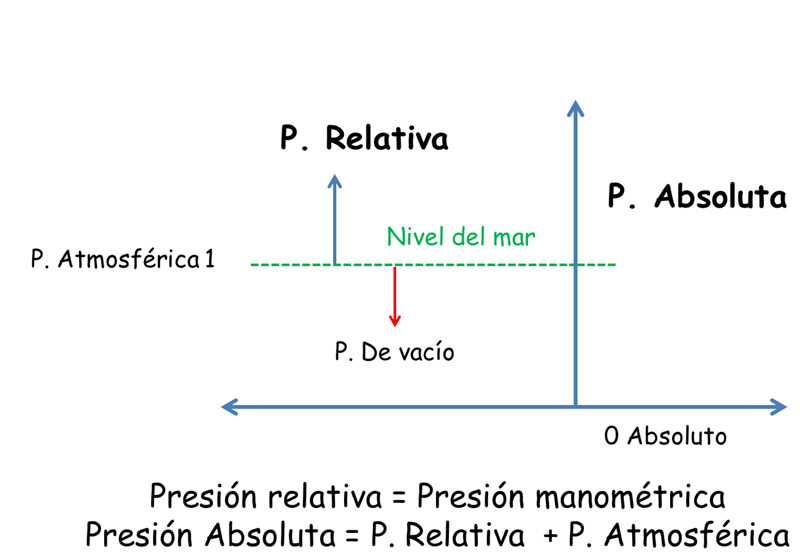 P. Relativa
P. Absoluta
Nivel del mar
P. Atmosférica 1
P. De vacío
0 Absoluto
Presión relativa = Presión manométrica
Presión Absoluta = P. Relativa + P. Atmosférica